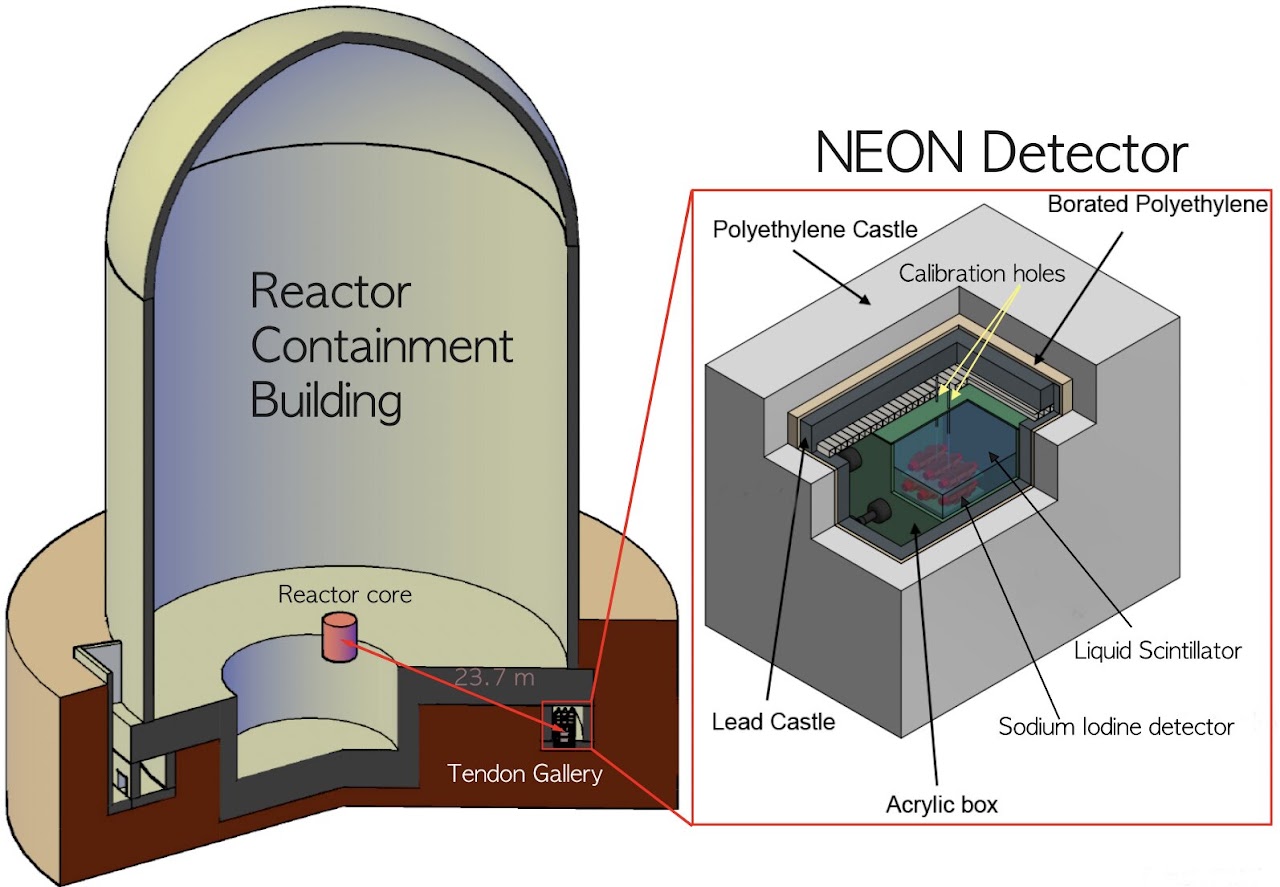 NEON Detector
Reactor
Containment
Building
Reactor core
23.7 m
Tendon Gallery
Borated Polyethylene
Polyethylene Castle
Calibration holes
Liquid Scintillator
Lead Castle
Sodium Iodine detector
Acrylic box